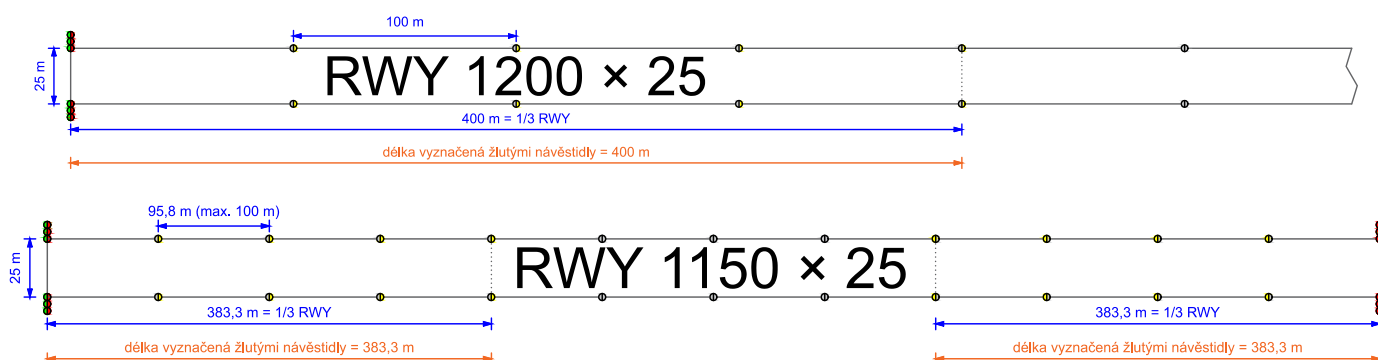 100 m
25 m
RWY 1200 × 25
400 m = 1/3 RWY
délka vyznačená žlutými návěstidly = 400 m
95,8 m (max. 100 m)
25 m
RWY 1150 × 25
383,3 m = 1/3 RWY
383,3 m = 1/3 RWY
délka vyznačená žlutými návěstidly = 383,3 m
délka vyznačená žlutými návěstidly = 383,3 m